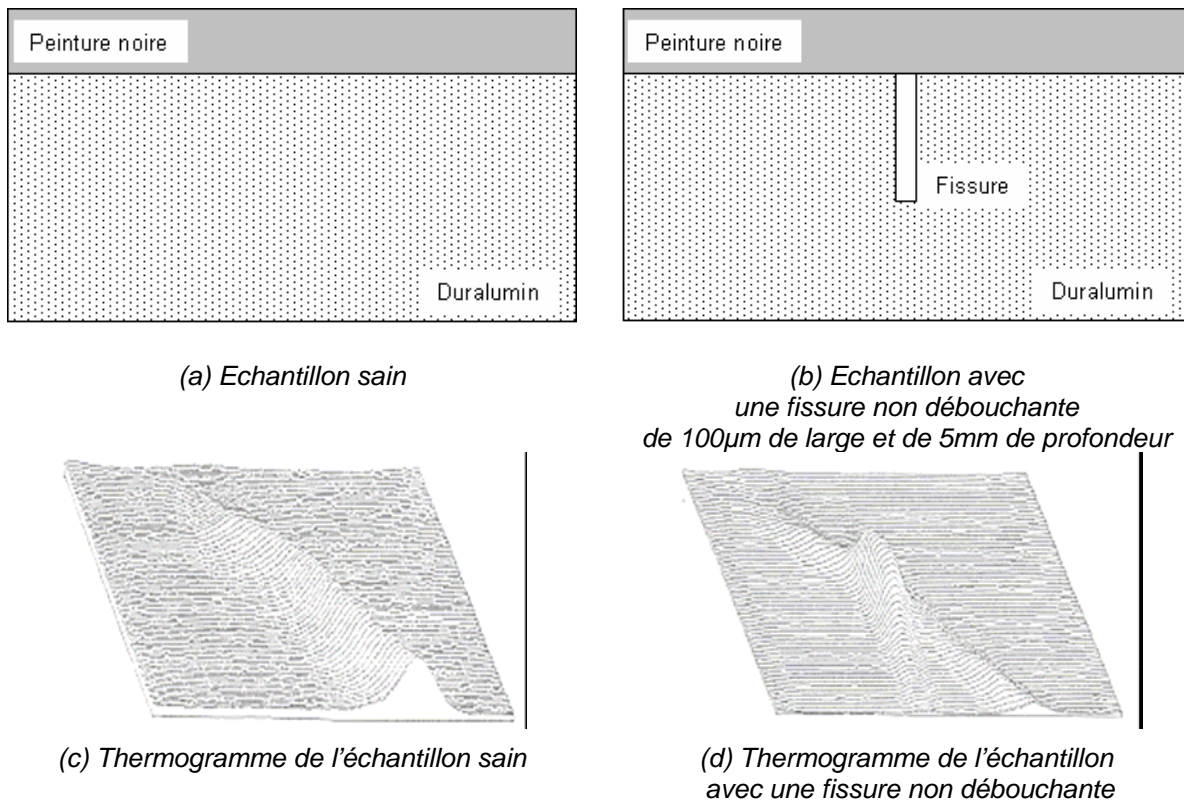 Peinture noire
Duralumin
(a) Echantillon sain
Peinture noire
Fissure
Duralumin
(b) Echantillon avec
une fissure non débouchante
de 100µm de large et de 5mm de profondeur
(c) Thermogramme de l'échantillon sain
(d) Thermogramme de l'échantillon
avec une fissure non débouchante